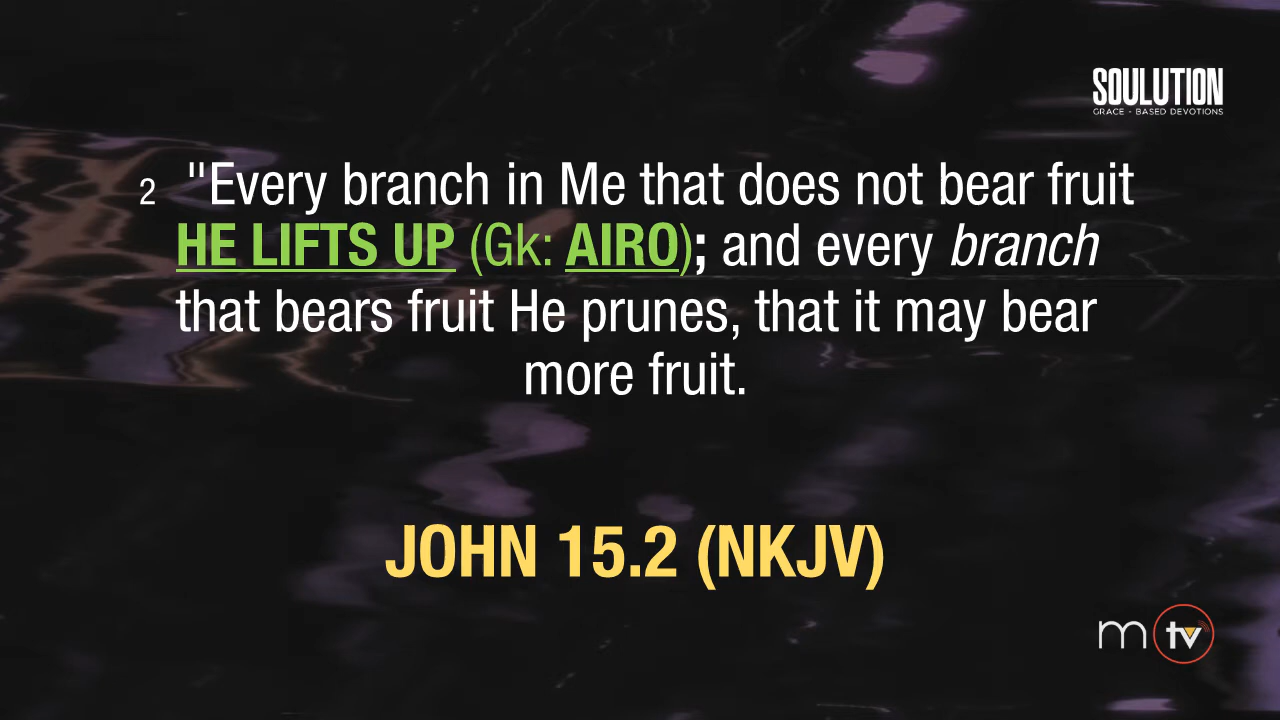 SOULUTION
GRACE - BASED DEVOTIONS
2 "Every branch in Me that does not bear fruit
HE LIFTS UP (Gk: AIRO); and every branch
that bears fruit He prunes, that it may bear
more fruit.
JOHN 15.2 (NKJV)
m tv